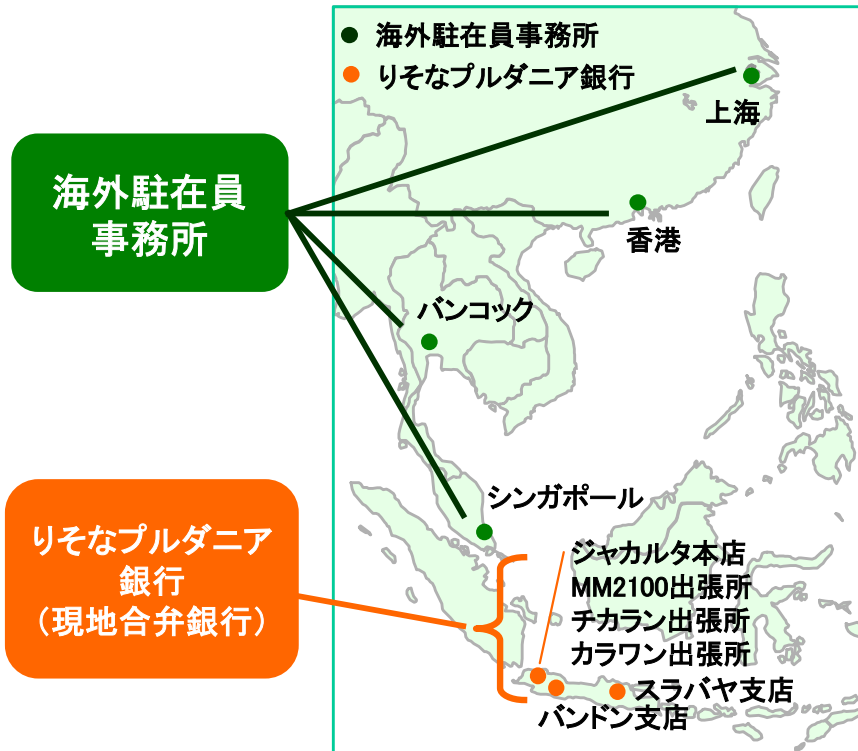 海外駐在員事務所
りそなプルダニア銀行
上海
海外駐在員
事務所
香港
バンコック
シンガポール
りそなプルダニア
銀行
（現地合弁銀行）
ジャカルタ本店
MM2100出張所
チカラン出張所
カラワン出張所
スラバヤ支店
バンドン支店